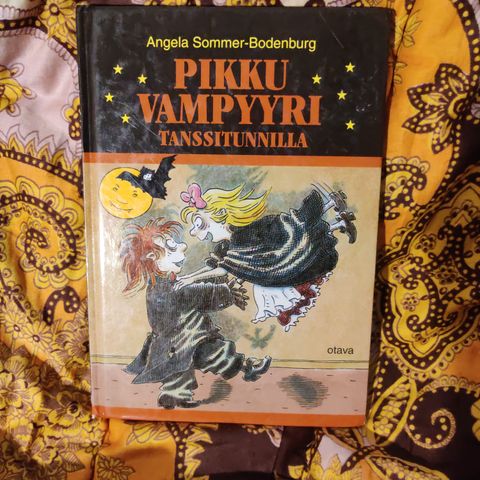 Angela Sommer-Bodenburg
PIKKU
VAMPYYRI
TANSSITUNNILLA
otava